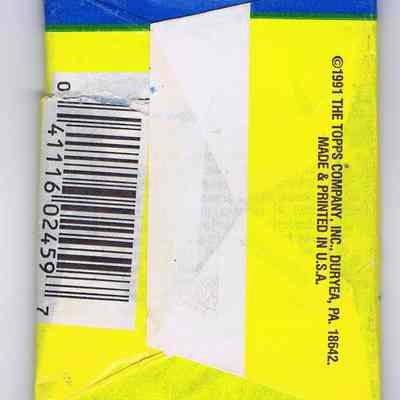 ©1991 THE TOPPS® COMPANY, INC., DURYEA, PA. 18642.
MADE & PRINTED IN U.S.A.
0 41116 02459 7